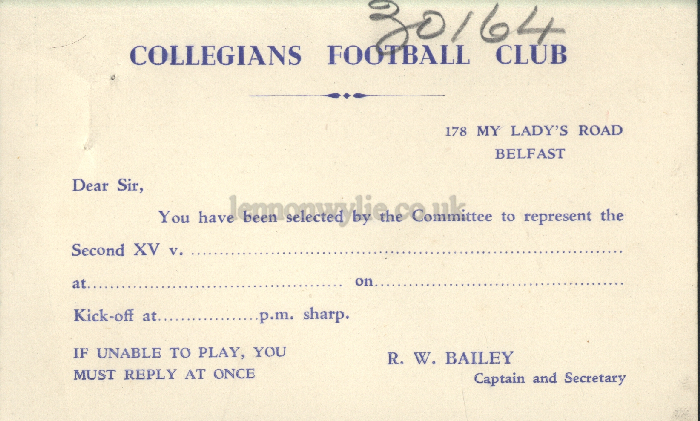 30164
COLLEGIANS FOOTBALL CLUB
178 MY LADY'S ROAD
BELFAST
Dear Sir,
lennonwylie.co.uk
You have been selected by the Committee to represent the
Second XV v. ................................................................
at...................................... on......................................
Kick-off at..................p.m. sharp.
IF UNABLE TO PLAY, YOU
MUST REPLY AT ONCE
R. W. BAILEY
Captain and Secretary